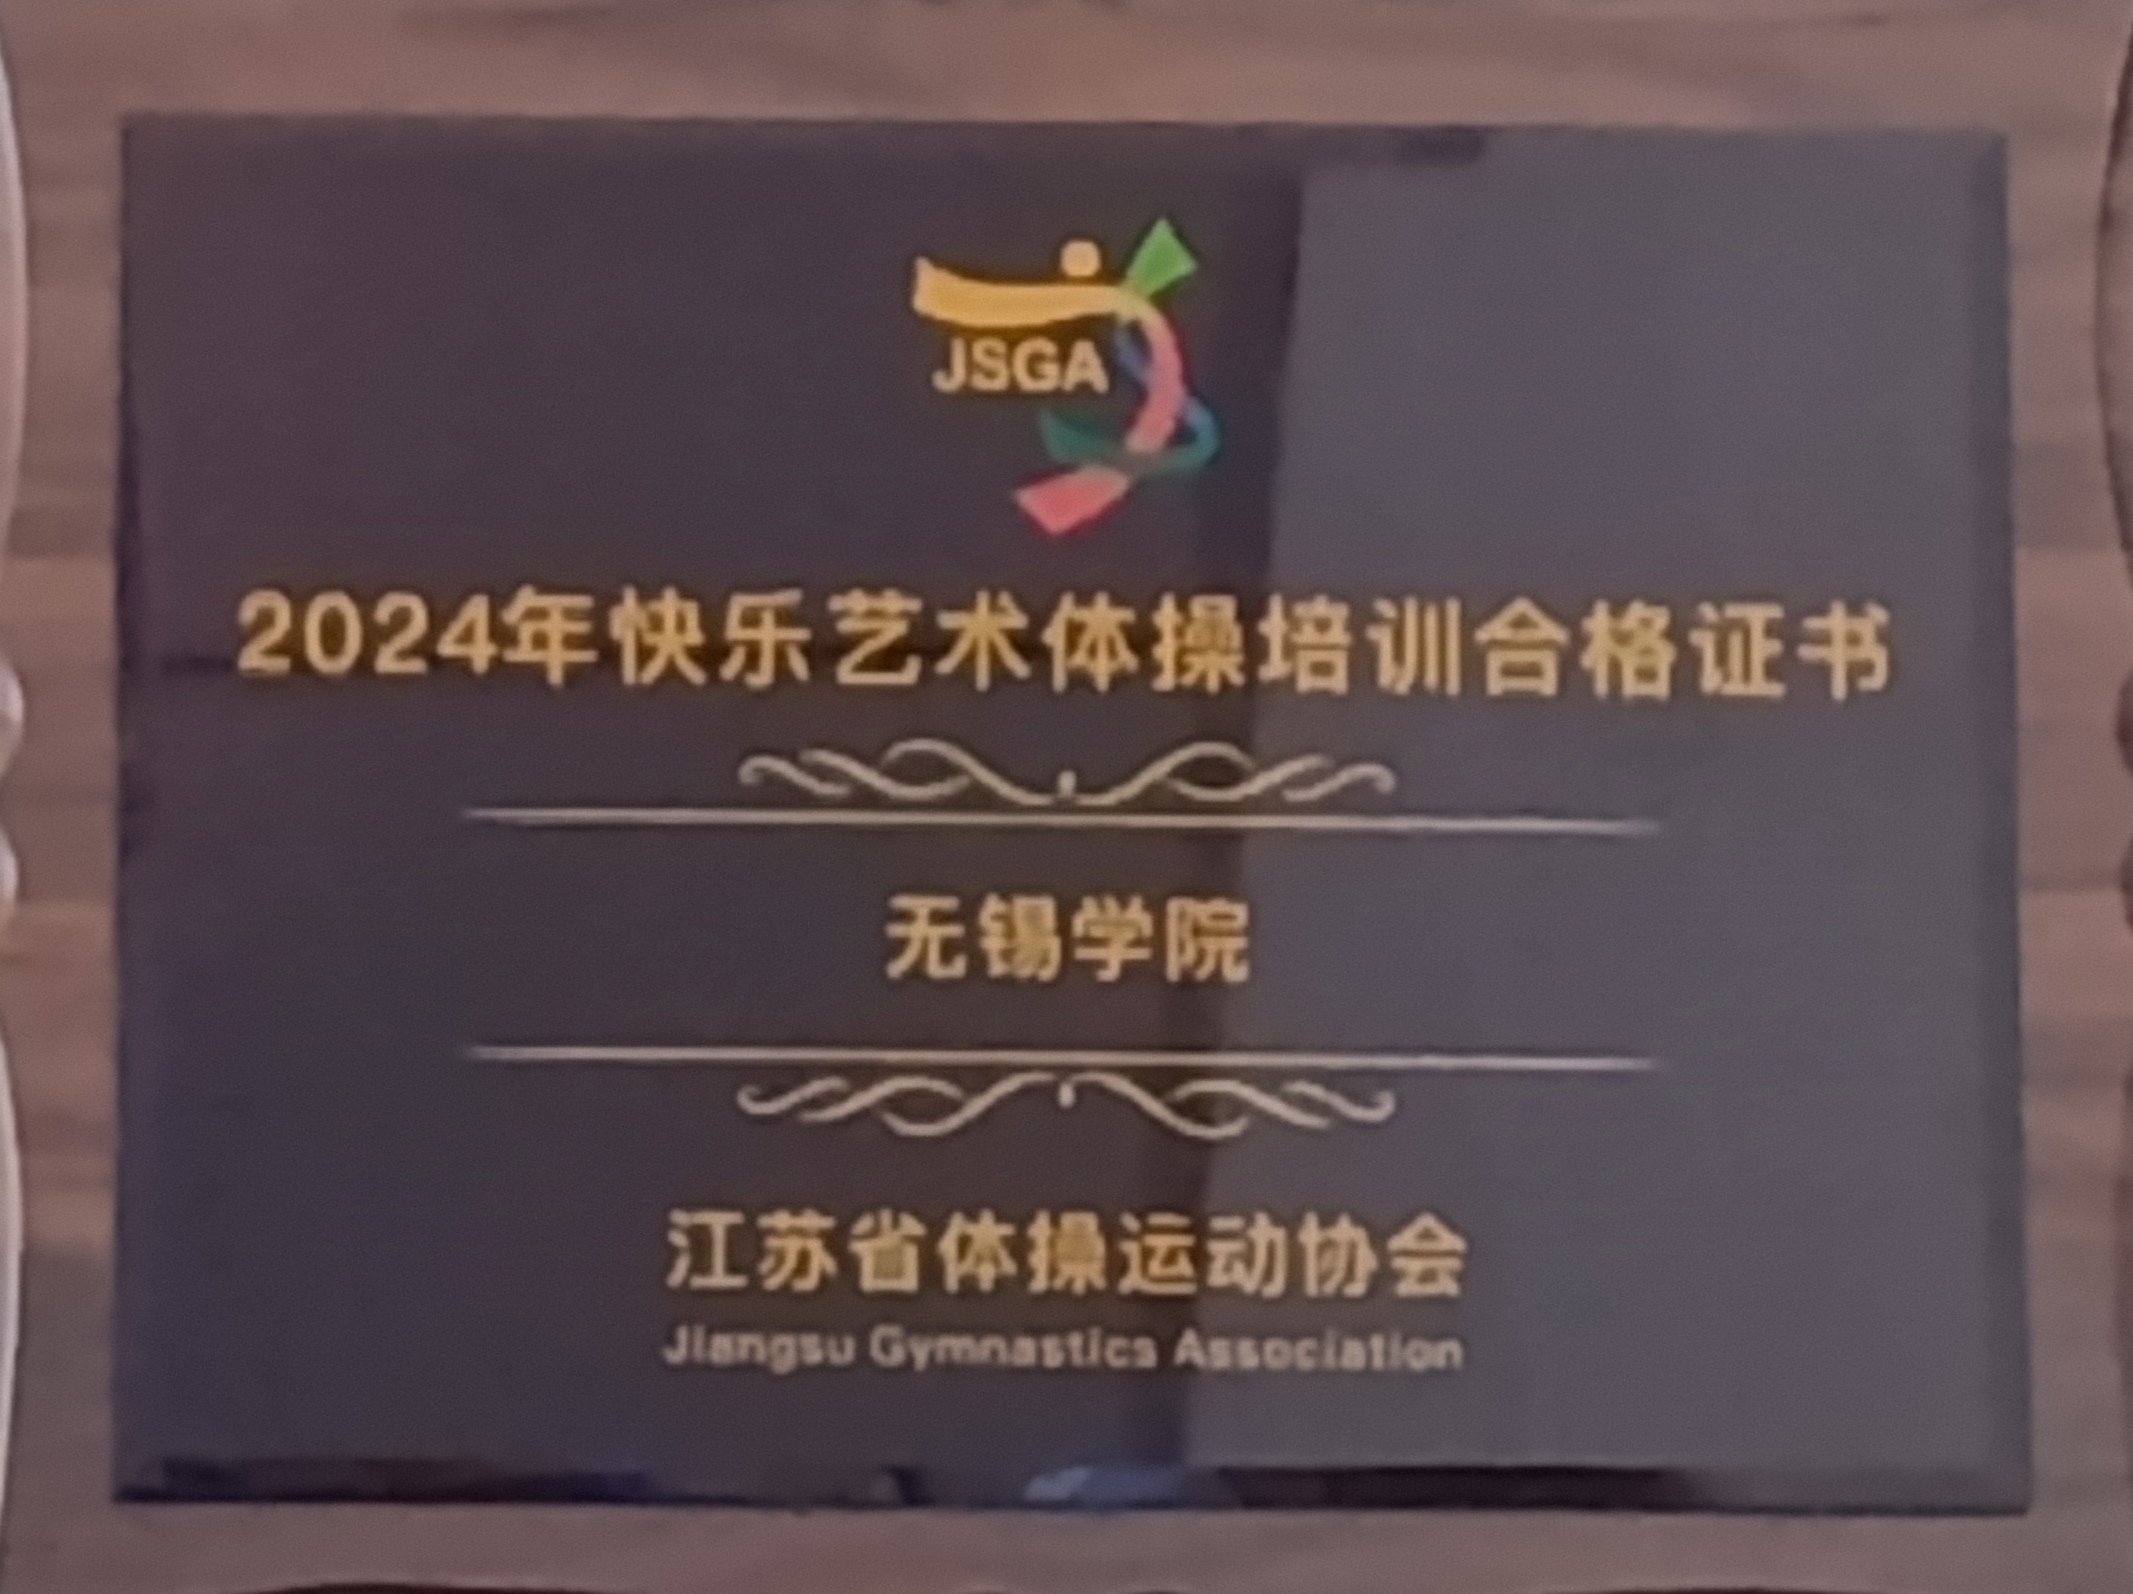 JSGA
2024年快乐艺术体操培训合格证书
无锡学院
江苏省体操运动协会
Jiangsu Gymnastics Association